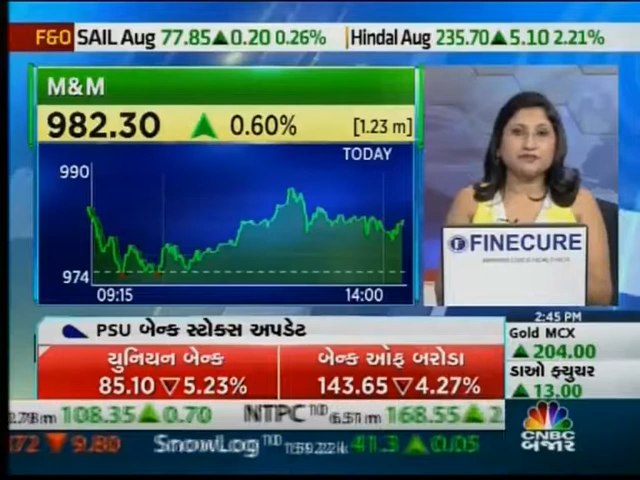 F&O SAIL Aug 77.85▲0.20 0.26% Hindal Aug 235.70▲5.10 2.21%
M&M
982.30 ▲ 0.60% [1.23 m]
TODAY
990
974
09:15 14:00
FINECURE
2:45 PM
Gold MCX
▲204.00
ડાઓ ફ્યુચર
▲13.00
PSU બેન્ક સ્ટોક્સ અપડેટ
યુનિયન બેન્ક બેન્ક ઓફ બરોડા
85.10▽5.23% 143.65▽4.27%
108.35▲0.70 NTPC 168.55▲
▼9.80 SnowLog 41.3▲0.05
CNBC
બજાર